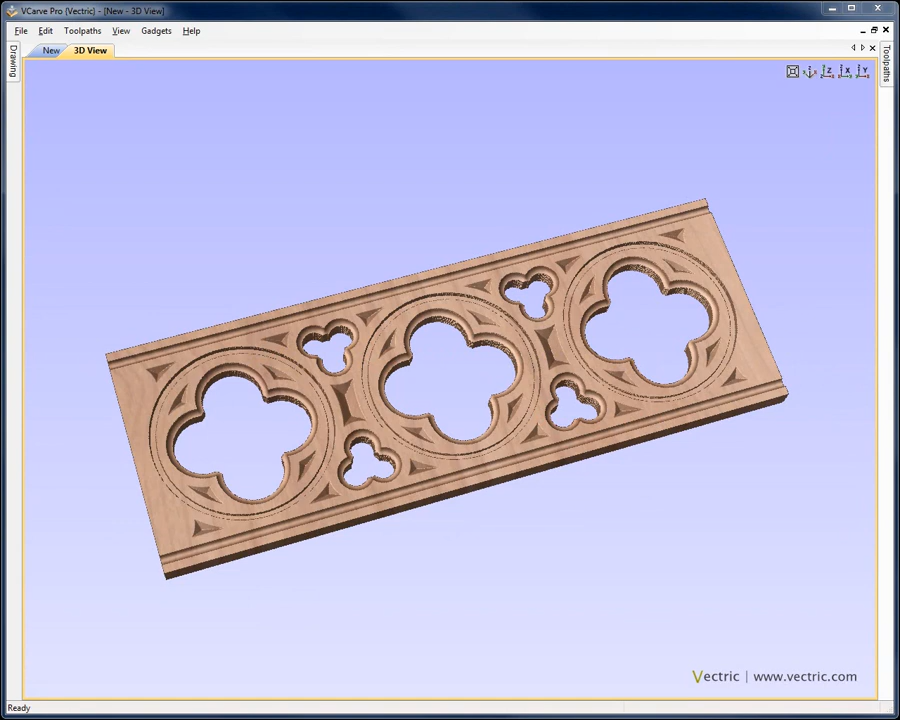 VCarve Pro (Vectric) - [New - 3D View]
File Edit Toolpaths View Gadgets Help
New 3D View
Drawing
Toolpaths
Z X Y
Vectric | www.vectric.com
Ready